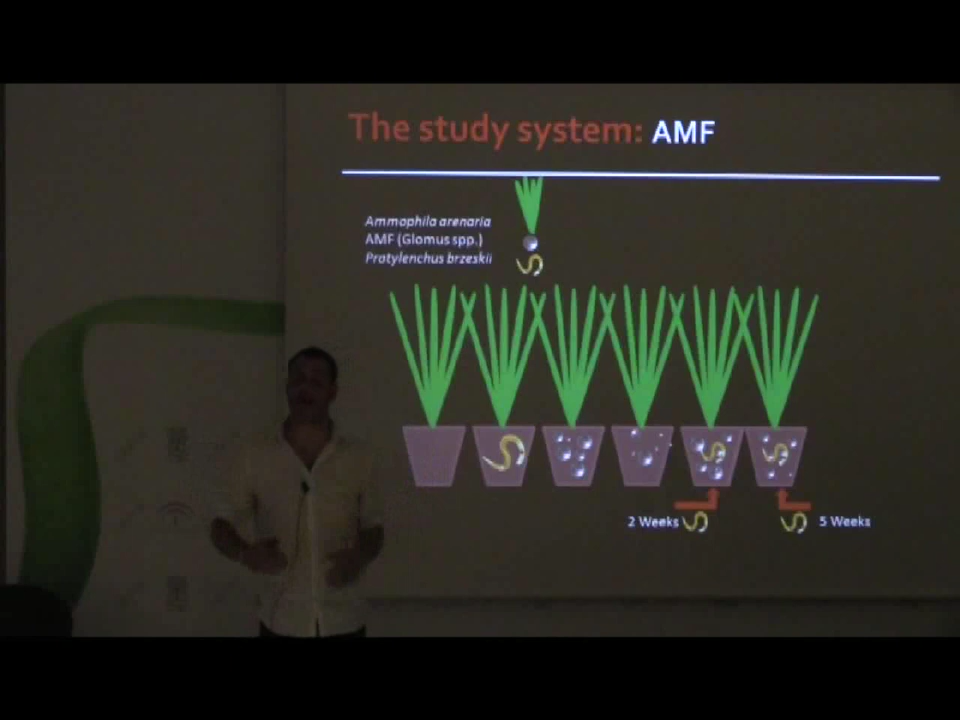 The study system: AMF
Ammophila arenaria
AMF (Glomus spp.)
Pratylenchus brzeskii
2 Weeks
5 Weeks